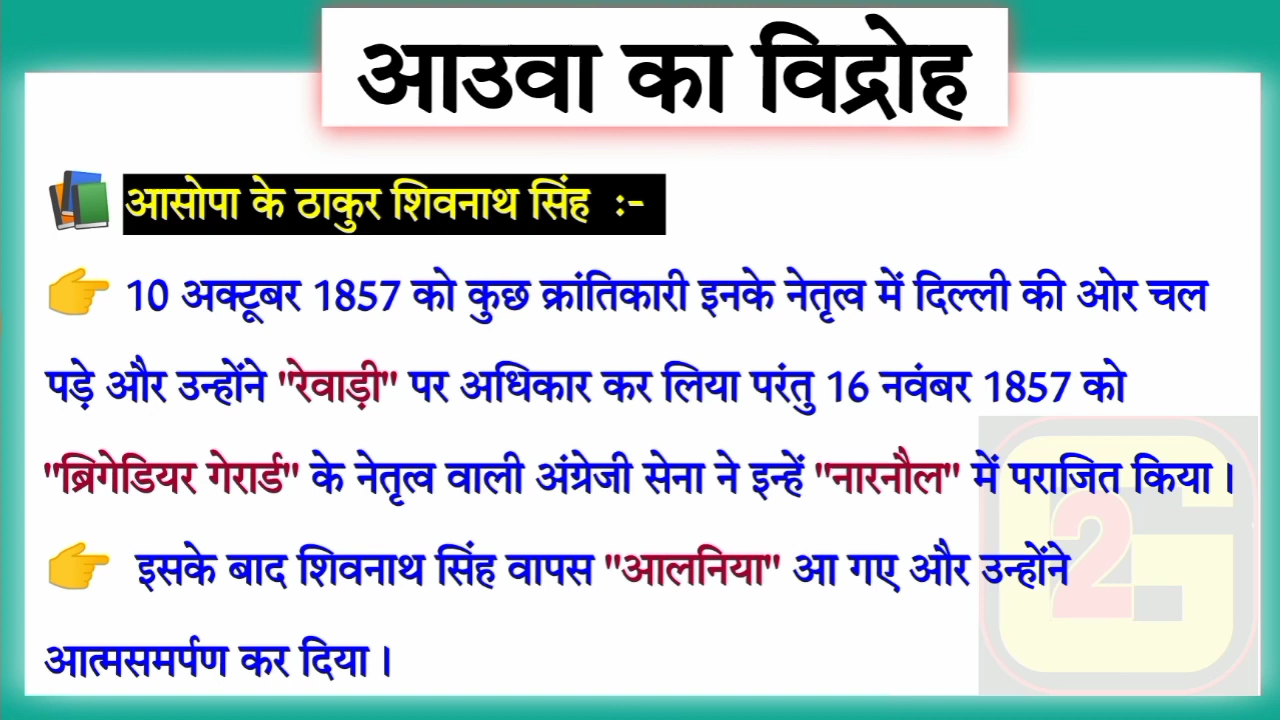 आउवा का विद्रोह
आसोपा के ठाकुर शिवनाथ सिंह :-
10 अक्टूबर 1857 को कुछ क्रांतिकारी इनके नेतृत्व में दिल्ली की ओर चल
पड़े और उन्होंने "रेवाड़ी" पर अधिकार कर लिया परंतु 16 नवंबर 1857 को
"ब्रिगेडियर गेरार्ड" के नेतृत्व वाली अंग्रेजी सेना ने इन्हें "नारनौल" में पराजित किया।
इसके बाद शिवनाथ सिंह वापस "आलनिया" आ गए और उन्होंने
आत्मसमर्पण कर दिया।
2G